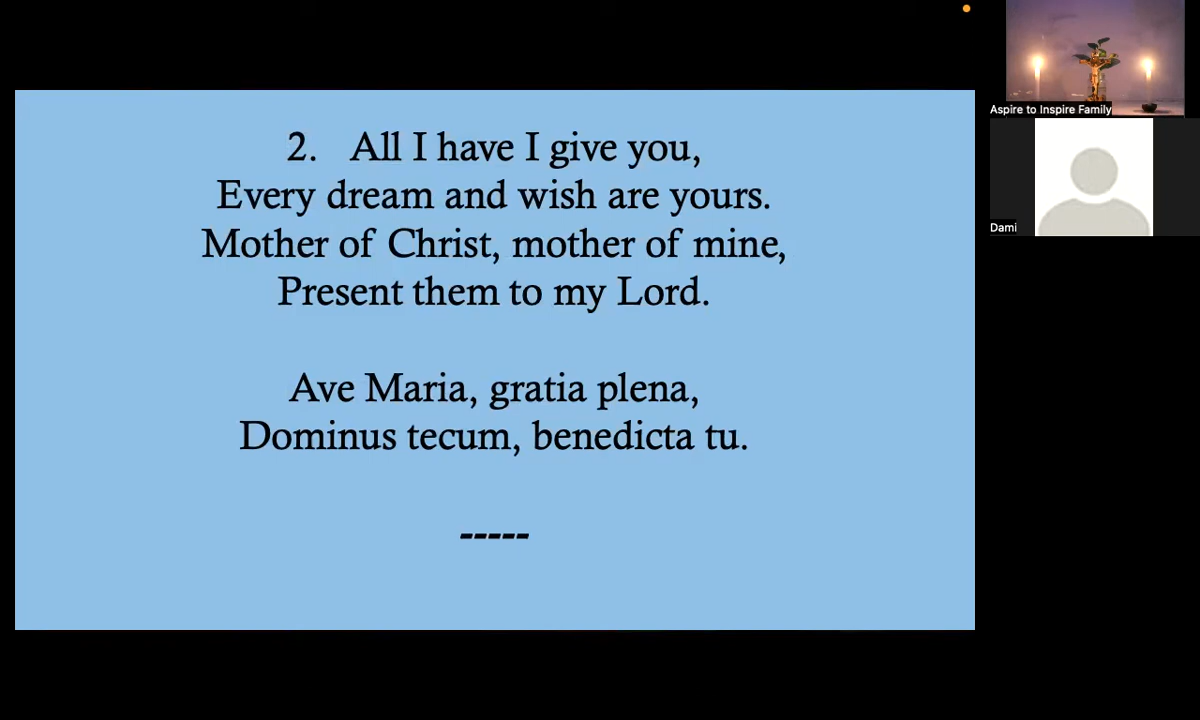 2. All I have I give you,
Every dream and wish are yours.
Mother of Christ, mother of mine,
Present them to my Lord.
Ave Maria, gratia plena,
Dominus tecum, benedicta tu.
-----
Aspire to Inspire Family
Dami